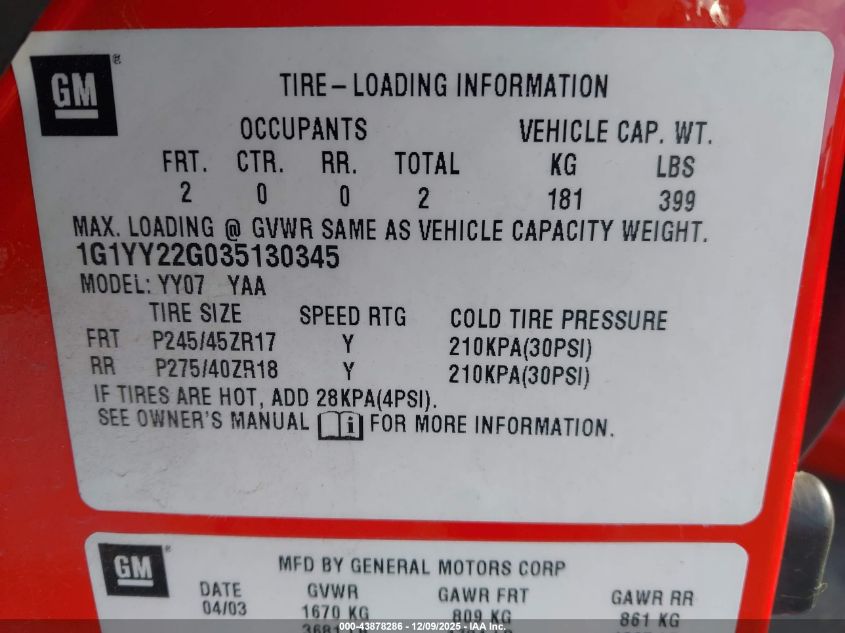 GM®
TIRE-LOADING INFORMATION
OCCUPANTS VEHICLE CAP. WT.
FRT. CTR. RR. TOTAL KG LBS
2 0 0 2 181 399
MAX. LOADING @ GVWR SAME AS VEHICLE CAPACITY WEIGHT.
1G1YY22G035130345
MODEL: YY07 YAA
TIRE SIZE SPEED RTG COLD TIRE PRESSURE
FRT P245/45ZR17 Y 210KPA(30PSI)
RR P275/40ZR18 Y 210KPA(30PSI)
IF TIRES ARE HOT, ADD 28KPA(4PSI).
SEE OWNER'S MANUAL i FOR MORE INFORMATION.
GM®
MFD BY GENERAL MOTORS CORP
DATE GVWR GAWR FRT GAWR RR
04/03 1670 KG 809 KG 861 KG
000-43878286 - 12/09/2025 - IAA Inc.